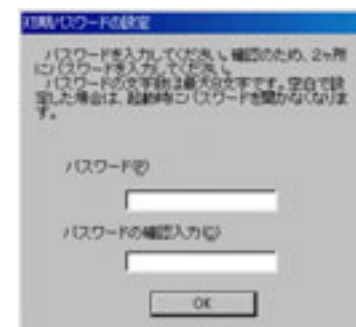 初期パスワードの設定
パスワードを入力してください。確認のため、2ヶ所
にパスワードを入力してください。
パスワードの文字数は最大8文字です。空白で設
定した場合は、起動時にパスワードを聞かなくなりま
す。
パスワード(P)
パスワードの確認入力(C)
OK